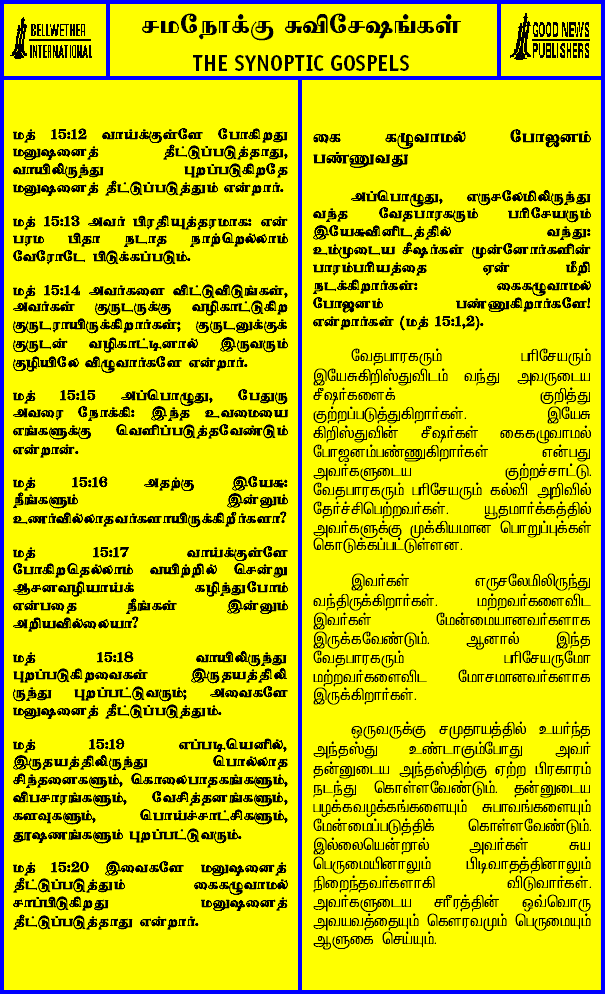 BELLWETHER
INTERNATIONAL
சமநோக்கு சுவிசேஷங்கள்
THE SYNOPTIC GOSPELS
GOOD NEWS
PUBLISHERS
மத் 15:12 வாய்க்குள்ளே போகிறது
மனுஷனைத் தீட்டுப்படுத்தாது,
வாயிலிருந்து புறப்படுகிறதே
மனுஷனைத் தீட்டுப்படுத்தும் என்றார்.
மத் 15:13 அவர் பிரதியுத்தரமாக: என்
பரம பிதா நடாத நாற்றெல்லாம்
வேரோடே பிடுக்கப்படும்.
மத் 15:14 அவர்களை விட்டுவிடுங்கள்,
அவர்கள் குருடருக்கு வழிகாட்டுகிற
குருடராயிருக்கிறார்கள்; குருடனுக்குக்
குருடன் வழிகாட்டினால் இருவரும்
குழியிலே விழுவார்களே என்றார்.
மத் 15:15 அப்பொழுது, பேதுரு
அவரை நோக்கி: இந்த உவமையை
எங்களுக்கு வெளிப்படுத்தவேண்டும்
என்றான்.
மத் 15:16 அதற்கு இயேசு:
நீங்களும் இன்னும்
உணர்வில்லாதவர்களாயிருக்கிறீர்களா?
மத் 15:17 வாய்க்குள்ளே
போகிறதெல்லாம் வயிற்றில் சென்று
ஆசனவழியாய்க் கழிந்துபோம்
என்பதை நீங்கள் இன்னும்
அறியவில்லையா?
மத் 15:18 வாயிலிருந்து
புறப்படுகிறவைகள் இருதயத்திலி
ருந்து புறப்பட்டுவரும்; அவைகளே
மனுஷனைத் தீட்டுப்படுத்தும்.
மத் 15:19 எப்படியெனில்,
இருதயத்திலிருந்து பொல்லாத
சிந்தனைகளும், கொலைபாதகங்களும்,
விபசாரங்களும், வேசித்தனங்களும்,
களவுகளும், பொய்ச்சாட்சிகளும்,
தூஷணங்களும் புறப்பட்டுவரும்.
மத் 15:20 இவைகளே மனுஷனைத்
தீட்டுப்படுத்தும் கைகழுவாமல்
சாப்பிடுகிறது மனுஷனைத்
தீட்டுப்படுத்தாது என்றார்.
கை கழுவாமல் போஜனம்
பண்ணுவது
அப்பொழுது, எருசலேமிலிருந்து
வந்த வேதபாரகரும் பரிசேயரும்
இயேசுவினிடத்தில் வந்து:
உம்முடைய சீஷர்கள் முன்னோர்களின்
பாரம்பரியத்தை ஏன் மீறி
நடக்கிறார்கள்: கைகழுவாமல்
போஜனம் பண்ணுகிறார்களே!
என்றார்கள் (மத் 15:1,2).
வேதபாரகரும் பரிசேயரும்
இயேசுகிறிஸ்துவிடம் வந்து அவருடைய
சீஷர்களைக் குறித்து
குற்றப்படுத்துகிறார்கள். இயேசு
கிறிஸ்துவின் சீஷர்கள் கைகழுவாமல்
போஜனம்பண்ணுகிறார்கள் என்பது
அவர்களுடைய குற்றச்சாட்டு.
வேதபாரகரும் பரிசேயரும் கல்வி அறிவில்
தேர்ச்சிபெற்றவர்கள். யூதமார்க்கத்தில்
அவர்களுக்கு முக்கியமான பொறுப்புக்கள்
கொடுக்கப்பட்டுள்ளன.
இவர்கள் எருசலேமிலிருந்து
வந்திருக்கிறார்கள். மற்றவர்களைவிட
இவர்கள் மேன்மையானவர்களாக
இருக்கவேண்டும். ஆனால் இந்த
வேதபாரகரும் பரிசேயருமோ
மற்றவர்களைவிட மோசமானவர்களாக
இருக்கிறார்கள்.
ஒருவருக்கு சமுதாயத்தில் உயர்ந்த
அந்தஸ்து உண்டாகும்போது அவர்
தன்னுடைய அந்தஸ்திற்கு ஏற்ற பிரகாரம்
நடந்து கொள்ளவேண்டும். தன்னுடைய
பழக்கவழக்கங்களையும் சுபாவங்களையும்
மேன்மைப்படுத்திக் கொள்ளவேண்டும்.
இல்லையென்றால் அவர்கள் சுய
பெருமையினாலும் பிடிவாதத்தினாலும்
நிறைந்தவர்களாகி விடுவார்கள்.
அவர்களுடைய சரீரத்தின் ஒவ்வொரு
அவயவத்தையும் கௌரவமும் பெருமையும்
ஆளுகை செய்யும்.